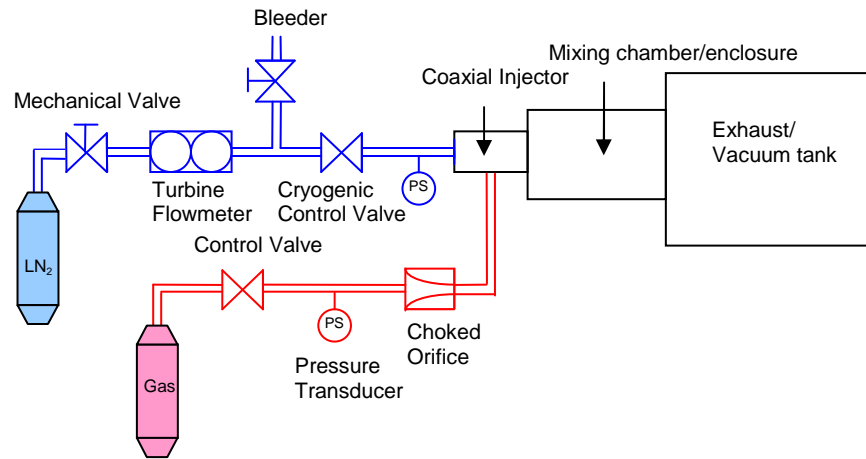 Bleeder
Mixing chamber/enclosure
Coaxial Injector
Mechanical Valve
Exhaust/
Vacuum tank
Turbine
Flowmeter
Cryogenic
Control Valve
PS
LN₂
Control Valve
PS
Choked
Orifice
Pressure
Transducer
Gas